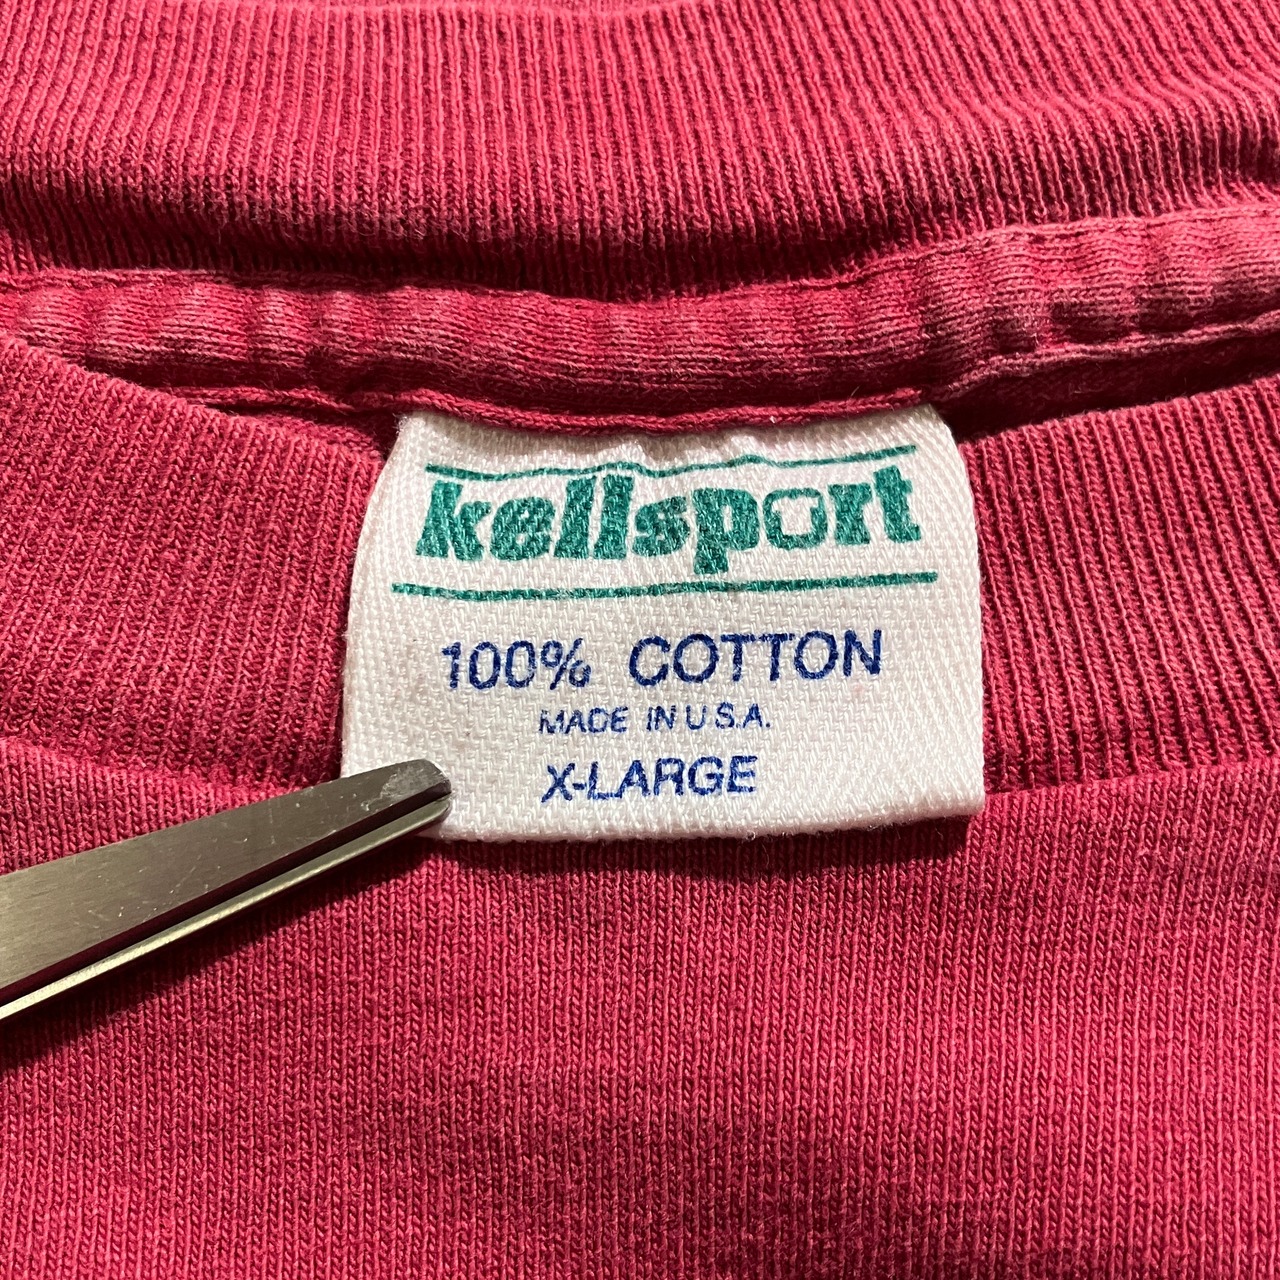 kellsport
100% COTTON
MADE IN U.S.A.
X-LARGE